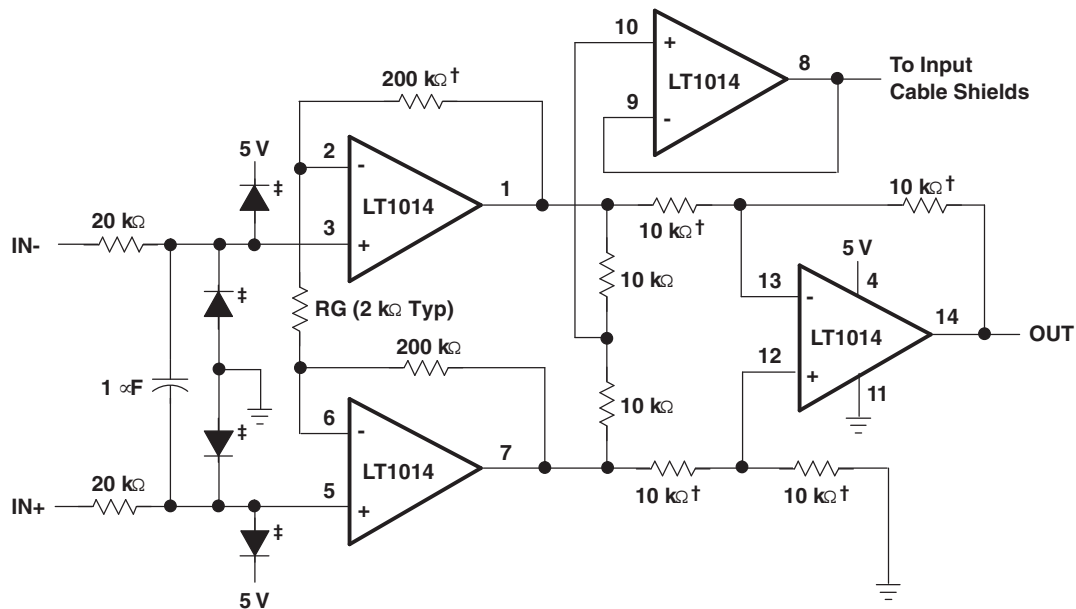 10
+
LT1014
8
9
-
To Input
Cable Shields
200 kΩ†
5 V
‡
2
-
LT1014
1
3
+
20 kΩ
IN-
10 kΩ†
10 kΩ†
5 V
4
13
-
LT1014
14
OUT
12
+
11
‡
RG (2 kΩ Typ)
10 kΩ
200 kΩ
1 ∝F
‡
10 kΩ
6
-
LT1014
7
5
+
20 kΩ
IN+
‡
5 V
10 kΩ†
10 kΩ†